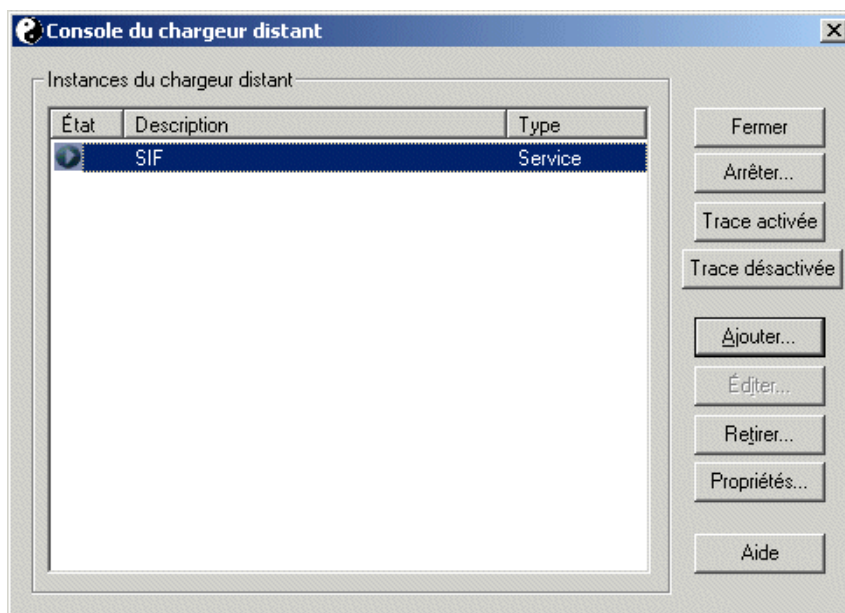 Console du chargeur distant
Instances du chargeur distant
État Description Type
SIF Service
Fermer
Arrêter...
Trace activée
Trace désactivée
Ajouter...
Éditer...
Retirer...
Propriétés...
Aide